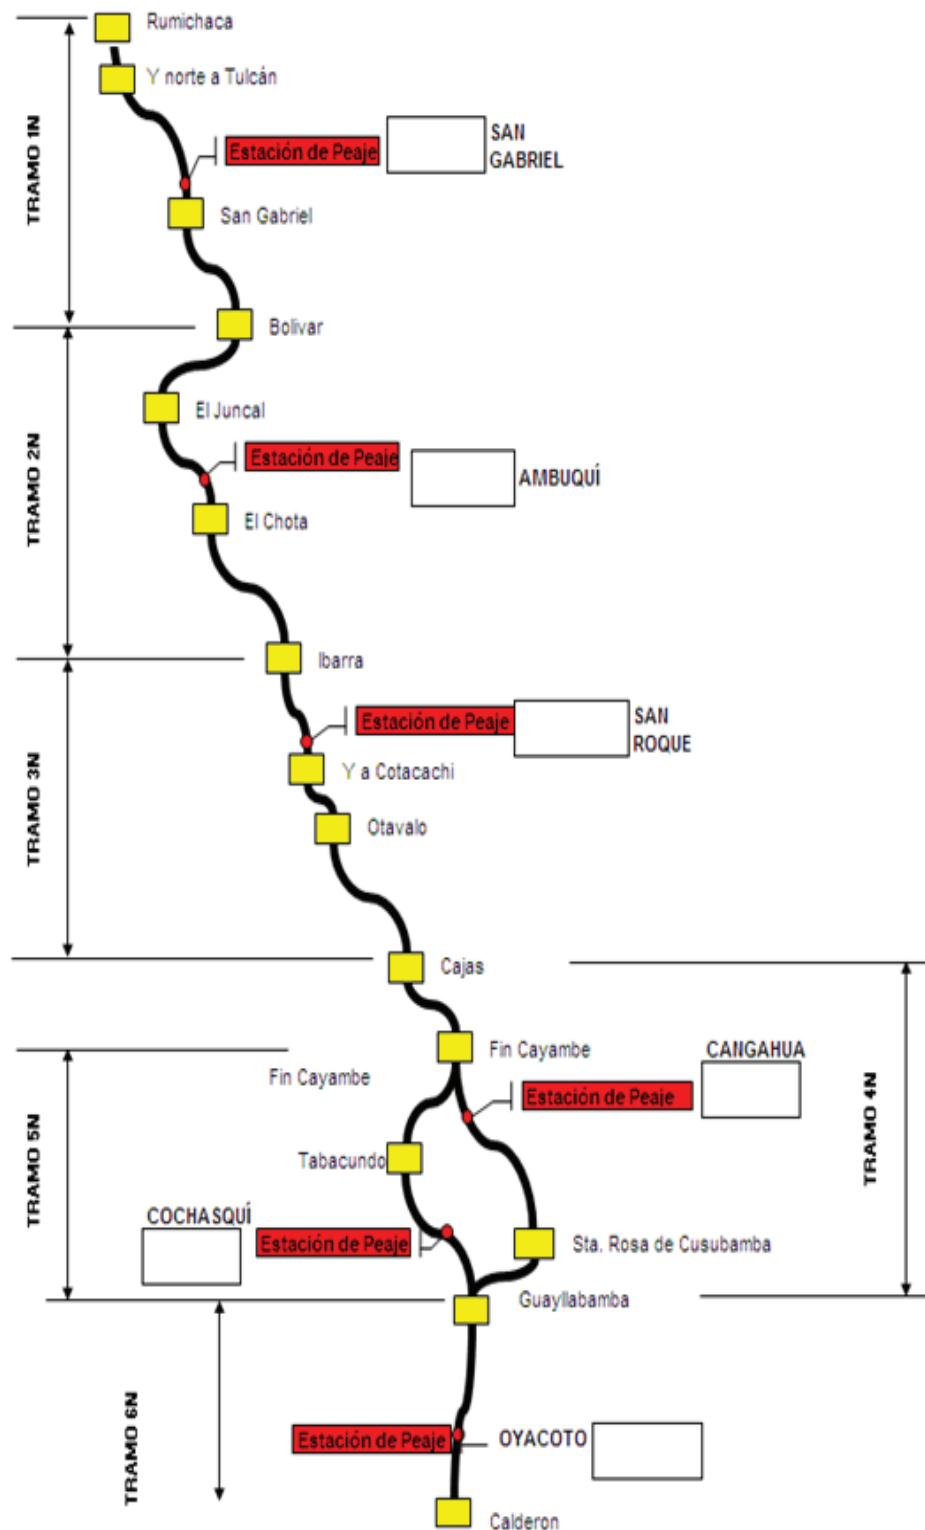 Rumichaca
Y norte a Tulcán
TRAMO 1N
Estación de Peaje
SAN
GABRIEL
San Gabriel
Bolivar
El Juncal
TRAMO 2N
Estación de Peaje
AMBUQUÍ
El Chota
Ibarra
TRAMO 3N
Estación de Peaje
SAN
ROQUE
Y a Cotacachi
Otavalo
Cajas
Fin Cayambe
CANGAHUA
Fin Cayambe
Estación de Peaje
TRAMO 4N
TRAMO 5N
Tabacundo
COCHASQUÍ
Estación de Peaje
Sta. Rosa de Cusubamba
Guayllabamba
TRAMO 6N
Estación de Peaje
OYACOTO
Calderon